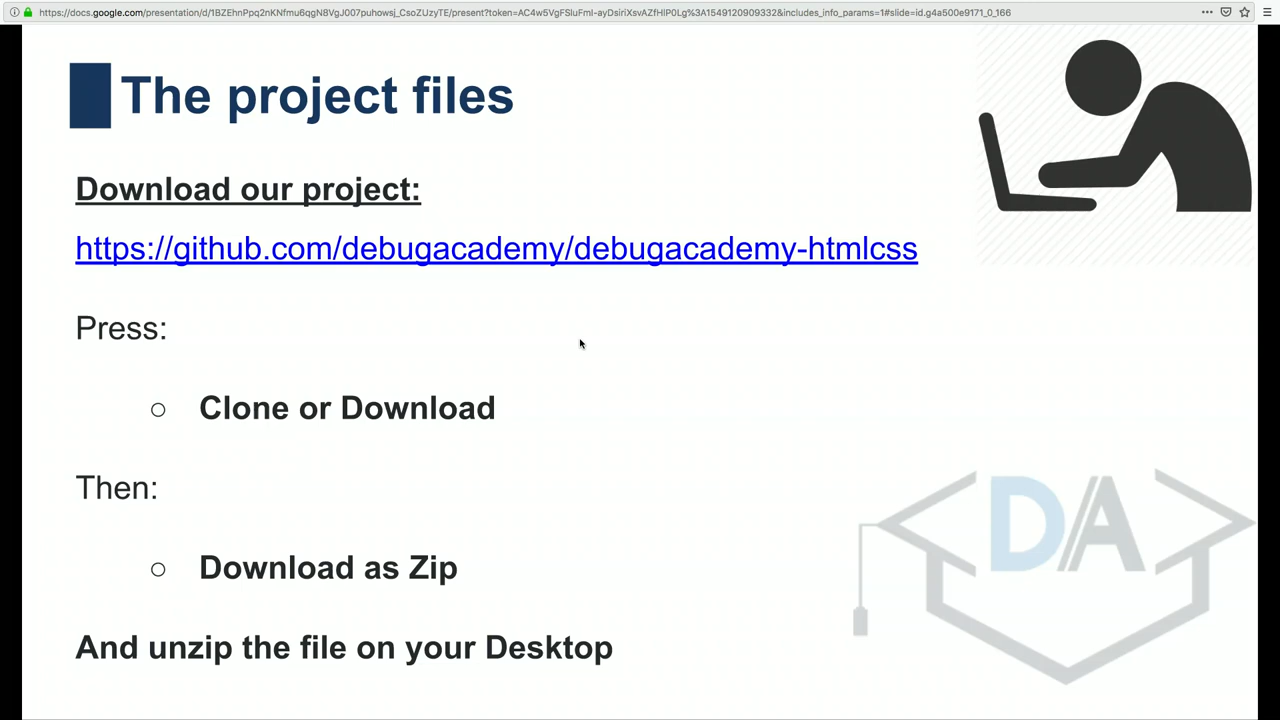 The project files
Download our project:
https://github.com/debugacademy/debugacademy-htmlcss
Press:
○ Clone or Download
Then:
○ Download as Zip
And unzip the file on your Desktop
DA